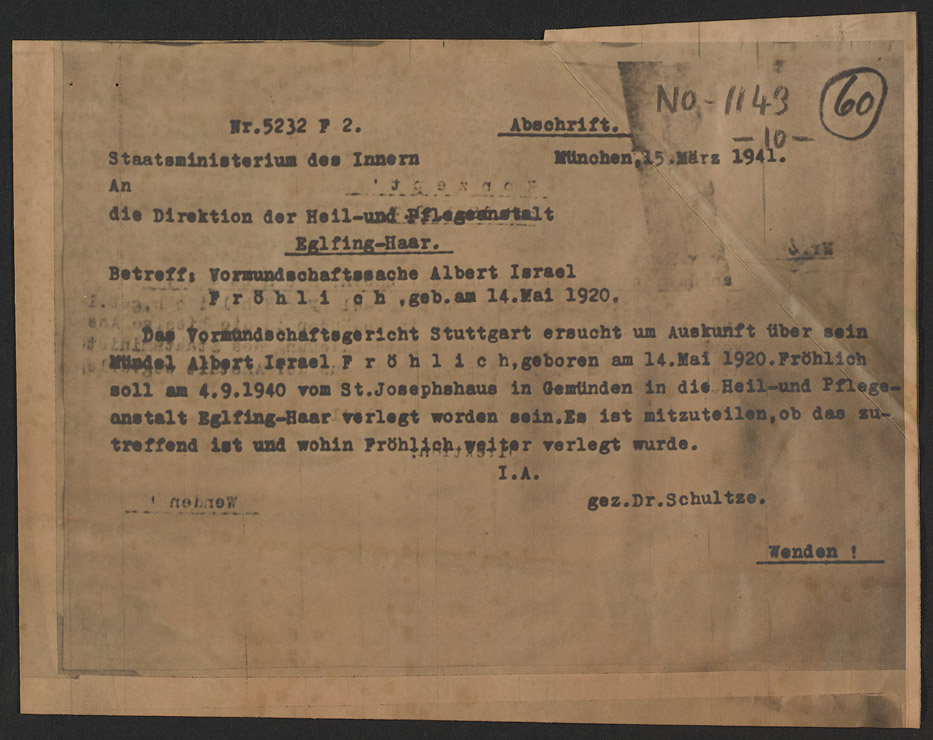 NO-1143
60
-10-
Nr.5232 F 2. Abschrift.
Staatsministerium des Innern München,15.März 1941.
An
die Direktion der Heil-und Pflegeanstalt
Eglfing-Haar.
Betreff: Vormundschaftssache Albert Israel
F r ö h l i c h ,geb.am 14.Mai 1920.
Das Vormundschaftsgericht Stuttgart ersucht um Auskunft über sein
Mündel Albert Israel F r ö h l i c h,geboren am 14.Mai 1920.Fröhlich
soll am 4.9.1940 vom St.Josephshaus in Gemünden in die Heil-und Pflege-
anstalt Eglfing-Haar verlegt worden sein.Es ist mitzuteilen,ob das zu-
treffend ist und wohin Fröhlich weiter verlegt wurde.
I.A.
gez.Dr.Schultze.
Wenden !
Wenden !